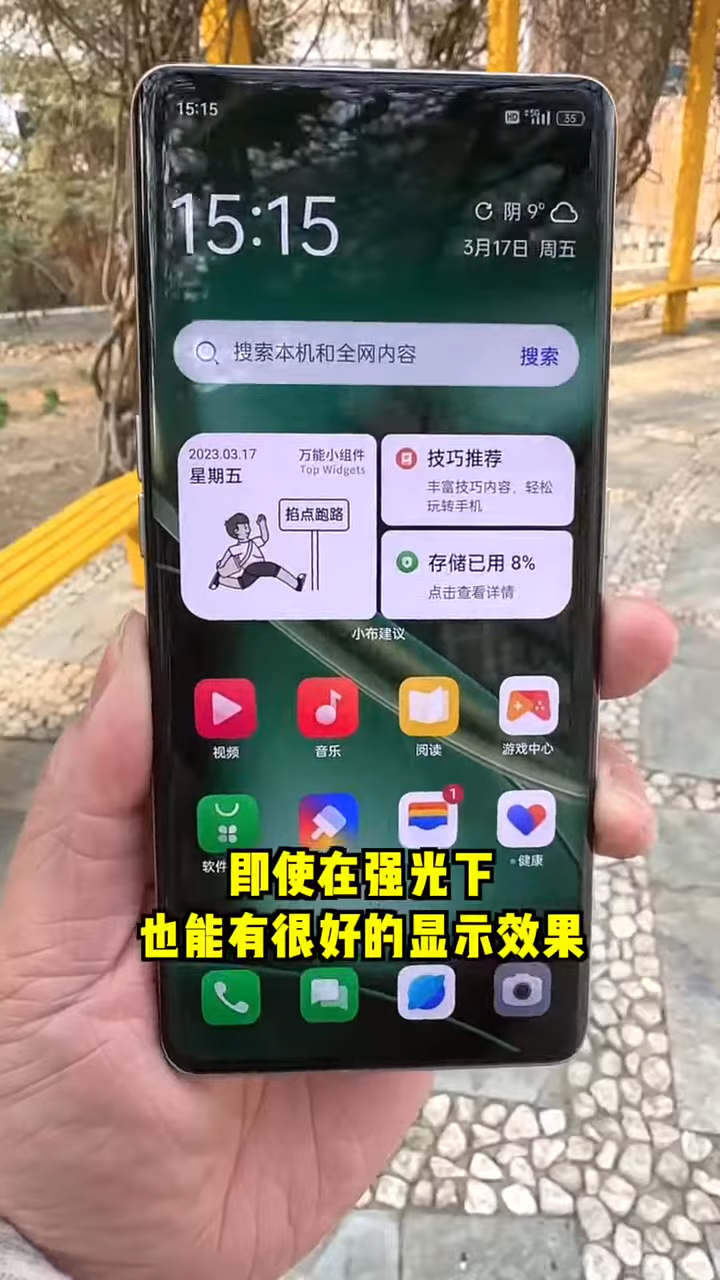 15:15
HD 5G 35
15:15
阴 9°
3月17日 周五
搜索本机和全网内容 搜索
2023.03.17 万能小组件
星期五 Top Widgets
掐点跑路
技巧推荐
丰富技巧内容,轻松
玩转手机
存储已用 8%
点击查看详情
小布建议
视频 音乐 阅读 游戏中心
1
软件 健康
即使在强光下
也能有很好的显示效果